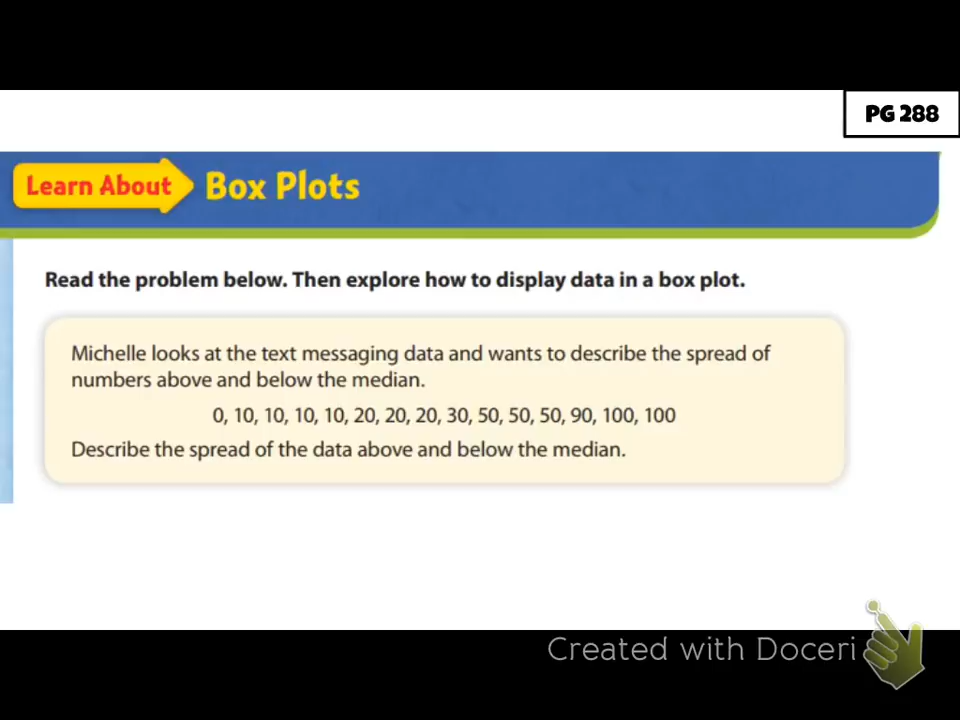 PG 288
Learn About Box Plots
Read the problem below. Then explore how to display data in a box plot.
Michelle looks at the text messaging data and wants to describe the spread of
numbers above and below the median.
0, 10, 10, 10, 10, 20, 20, 20, 30, 50, 50, 50, 90, 100, 100
Describe the spread of the data above and below the median.
Created with Doceri